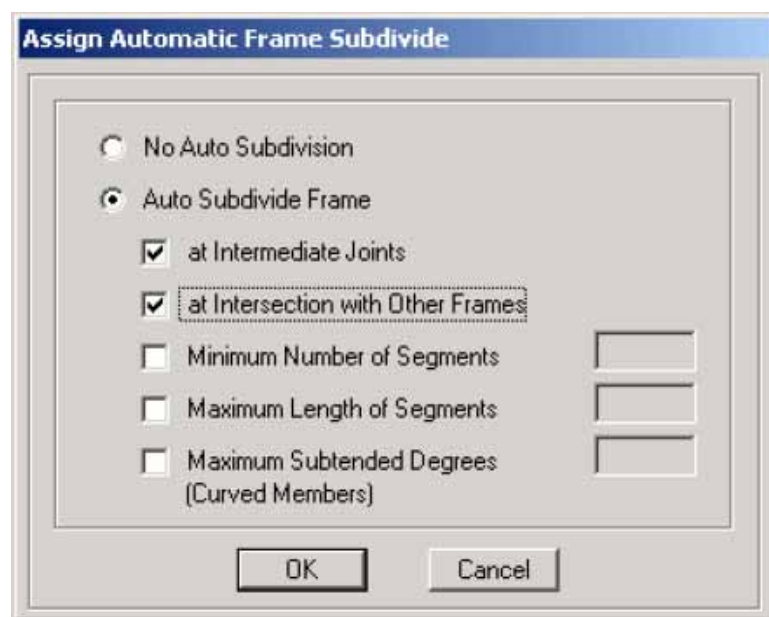 Assign Automatic Frame Subdivide
No Auto Subdivision
Auto Subdivide Frame
at Intermediate Joints
at Intersection with Other Frames
Minimum Number of Segments
Maximum Length of Segments
Maximum Subtended Degrees
(Curved Members)
OK Cancel